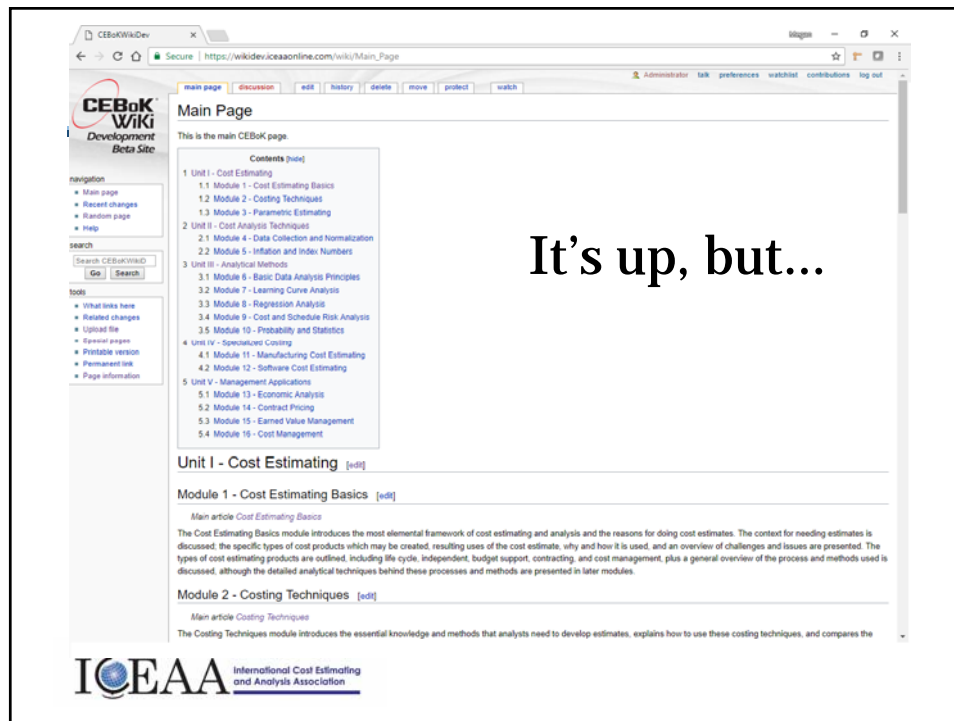 CEBoKWikiDev
Megan
Secure | https://wikidev.iceaaonline.com/wiki/Main_Page
Administrator talk preferences watchlist contributions log out
main page discussion edit history delete move protect watch
CEBoK
WiKi
Development
Beta Site
Main Page
This is the main CEBoK page.
Contents [hide]
1 Unit I - Cost Estimating
1.1 Module 1 - Cost Estimating Basics
1.2 Module 2 - Costing Techniques
1.3 Module 3 - Parametric Estimating
2 Unit II - Cost Analysis Techniques
2.1 Module 4 - Data Collection and Normalization
2.2 Module 5 - Inflation and Index Numbers
3 Unit III - Analytical Methods
3.1 Module 6 - Basic Data Analysis Principles
3.2 Module 7 - Learning Curve Analysis
3.3 Module 8 - Regression Analysis
3.4 Module 9 - Cost and Schedule Risk Analysis
3.5 Module 10 - Probability and Statistics
4 Unit IV - Specialized Costing
4.1 Module 11 - Manufacturing Cost Estimating
4.2 Module 12 - Software Cost Estimating
5 Unit V - Management Applications
5.1 Module 13 - Economic Analysis
5.2 Module 14 - Contract Pricing
5.3 Module 15 - Earned Value Management
5.4 Module 16 - Cost Management
navigation
Main page
Recent changes
Random page
Help
search
Search CEBoKWikiD
Go Search
tools
What links here
Related changes
Upload file
Special pages
Printable version
Permanent link
Page information
It's up, but...
Unit I - Cost Estimating [edit]
Module 1 - Cost Estimating Basics [edit]
Main article Cost Estimating Basics
The Cost Estimating Basics module introduces the most elemental framework of cost estimating and analysis and the reasons for doing cost estimates. The context for needing estimates is
discussed; the specific types of cost products which may be created, resulting uses of the cost estimate, why and how it is used, and an overview of challenges and issues are presented. The
types of cost estimating products are outlined, including life cycle, independent, budget support, contracting, and cost management, plus a general overview of the process and methods used is
discussed, although the detailed analytical techniques behind these processes and methods are presented in later modules.
Module 2 - Costing Techniques [edit]
Main article Costing Techniques
The Costing Techniques module introduces the essential knowledge and methods that analysts need to develop estimates, explains how to use these costing techniques, and compares the
ICEAA International Cost Estimating
and Analysis Association